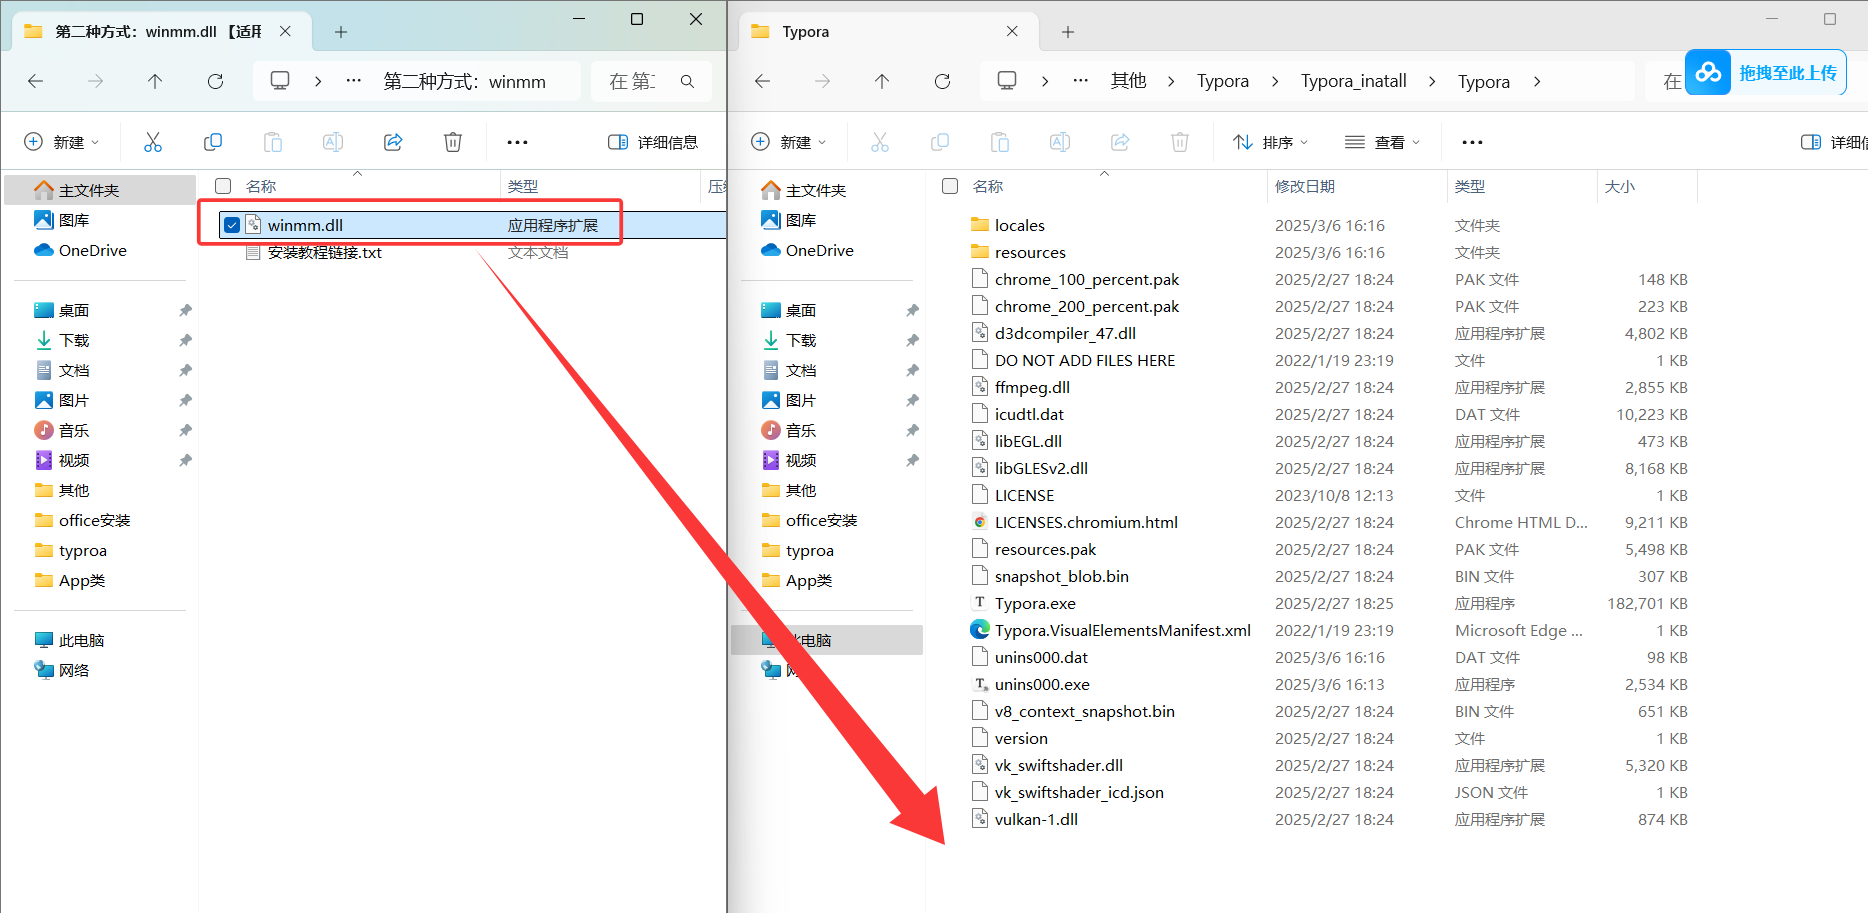 第二种方式：winmm.dll 【适用
第二种方式：winmm
在 第二
新建
详细信息
名称
类型
压缩
winmm.dll
应用程序扩展
安装教程链接.txt
文本文档
主文件夹
图库
OneDrive
桌面
下载
文档
图片
音乐
视频
其他
office安装
typroa
App类
此电脑
网络
Typora
其他 Typora Typora_inatall Typora
在
拖拽至此上传
新建
排序
查看
详细信
主文件夹
图库
OneDrive
桌面
下载
文档
图片
音乐
视频
其他
office安装
typroa
App类
此电脑
网
名称 修改日期 类型 大小
locales 2025/3/6 16:16 文件夹
resources 2025/3/6 16:16 文件夹
chrome_100_percent.pak 2025/2/27 18:24 PAK 文件 148 KB
chrome_200_percent.pak 2025/2/27 18:24 PAK 文件 223 KB
d3dcompiler_47.dll 2025/2/27 18:24 应用程序扩展 4,802 KB
DO NOT ADD FILES HERE 2022/1/19 23:19 文件 1 KB
ffmpeg.dll 2025/2/27 18:24 应用程序扩展 2,855 KB
icudtl.dat 2025/2/27 18:24 DAT 文件 10,223 KB
libEGL.dll 2025/2/27 18:24 应用程序扩展 473 KB
libGLESv2.dll 2025/2/27 18:24 应用程序扩展 8,168 KB
LICENSE 2023/10/8 12:13 文件 1 KB
LICENSES.chromium.html 2025/2/27 18:24 Chrome HTML D... 9,211 KB
resources.pak 2025/2/27 18:24 PAK 文件 5,498 KB
snapshot_blob.bin 2025/2/27 18:24 BIN 文件 307 KB
Typora.exe 2025/2/27 18:25 应用程序 182,701 KB
Typora.VisualElementsManifest.xml 2022/1/19 23:19 Microsoft Edge ... 1 KB
unins000.dat 2025/3/6 16:16 DAT 文件 98 KB
unins000.exe 2025/3/6 16:13 应用程序 2,534 KB
v8_context_snapshot.bin 2025/2/27 18:24 BIN 文件 651 KB
version 2025/2/27 18:24 文件 1 KB
vk_swiftshader.dll 2025/2/27 18:24 应用程序扩展 5,320 KB
vk_swiftshader_icd.json 2025/2/27 18:24 JSON 文件 1 KB
vulkan-1.dll 2025/2/27 18:24 应用程序扩展 874 KB